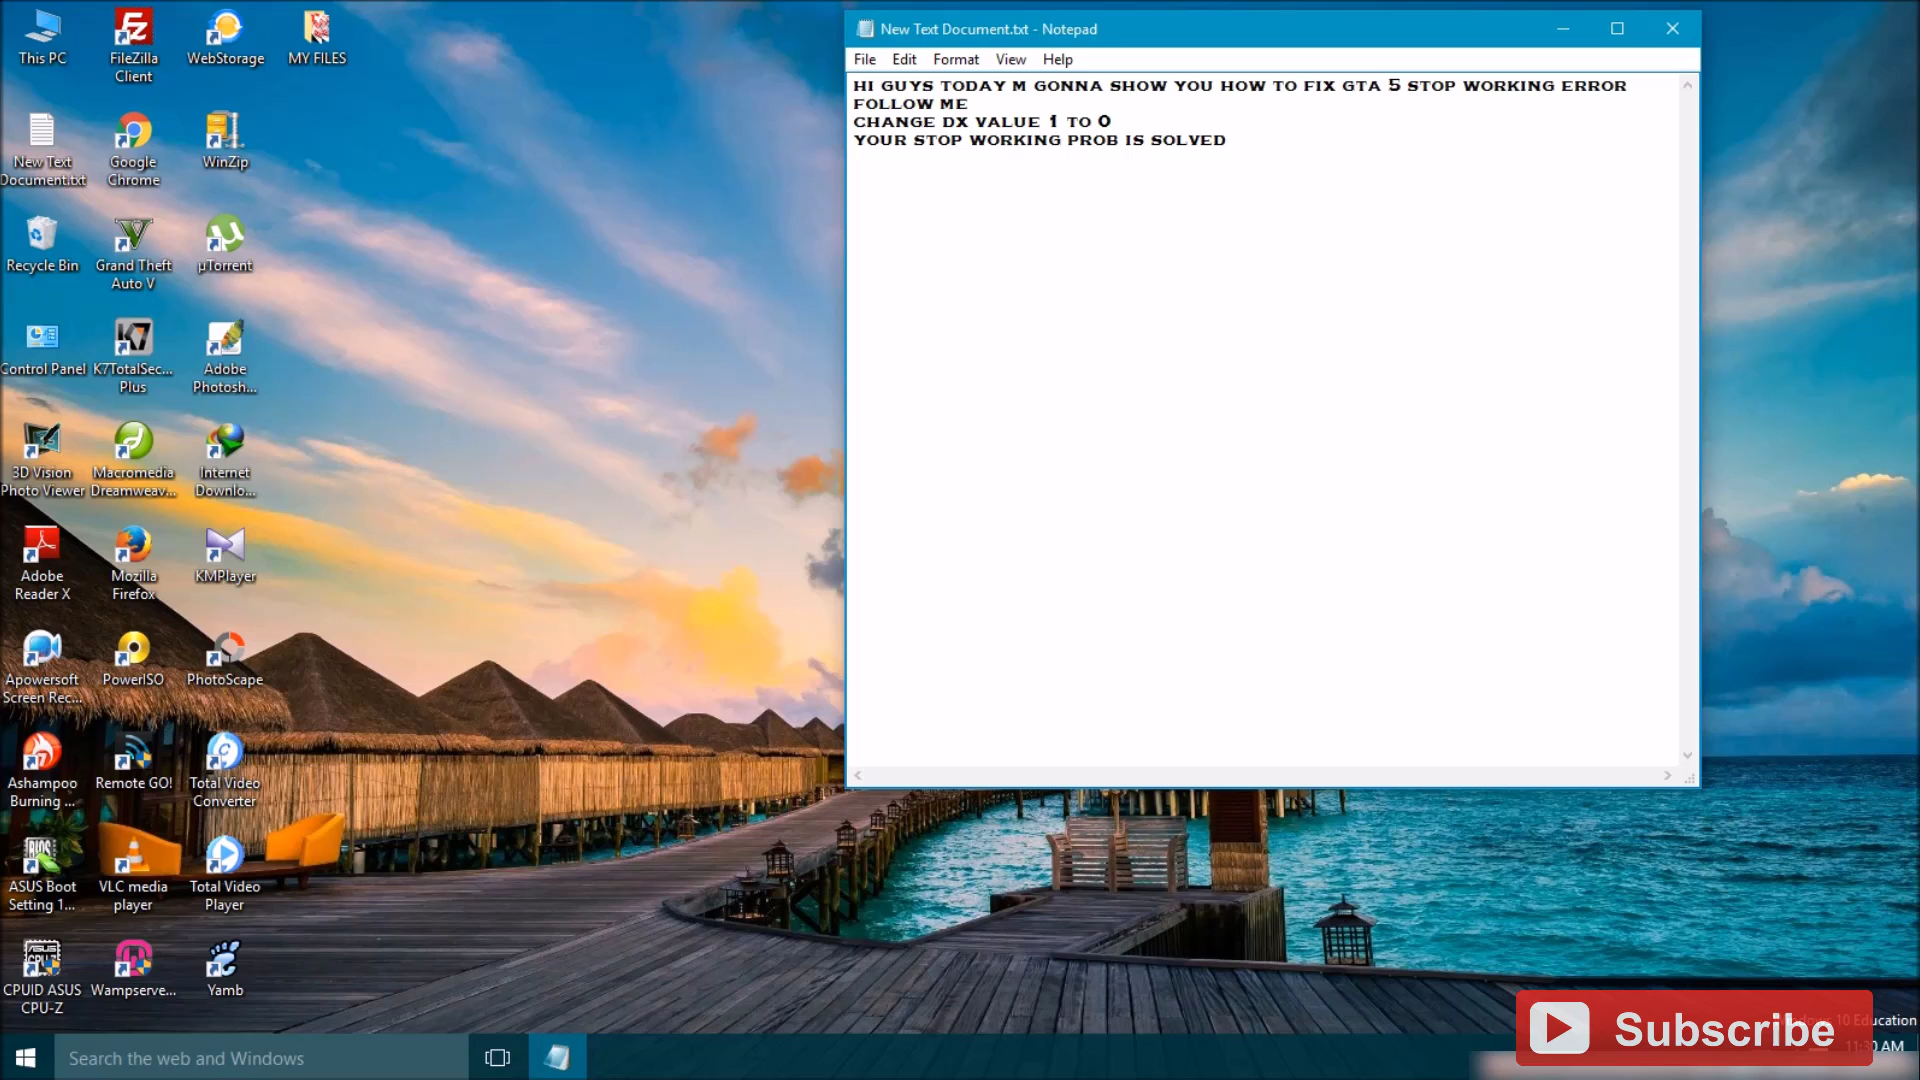 This PC
FileZilla
Client
WebStorage
MY FILES
New Text
Document.txt
Google
Chrome
WinZip
Recycle Bin
Grand Theft
Auto V
µTorrent
Control Panel
K7TotalSec...
Plus
Adobe
Photosh...
3D Vision
Photo Viewer
Macromedia
Dreamweav...
Internet
Downlo...
Adobe
Reader X
Mozilla
Firefox
KMPlayer
Apowersoft
Screen Rec...
PowerISO
PhotoScape
Ashampoo
Burning ...
Remote GO!
Total Video
Converter
ASUS Boot
Setting 1...
VLC media
player
Total Video
Player
CPUID ASUS
CPU-Z
Wampserve...
Yamb
New Text Document.txt - Notepad
File Edit Format View Help
HI GUYS TODAY M GONNA SHOW YOU HOW TO FIX GTA 5 STOP WORKING ERROR
FOLLOW ME
CHANGE DX VALUE 1 TO 0
YOUR STOP WORKING PROB IS SOLVED
Search the web and Windows
10 Education
Subscribe
11:30 AM